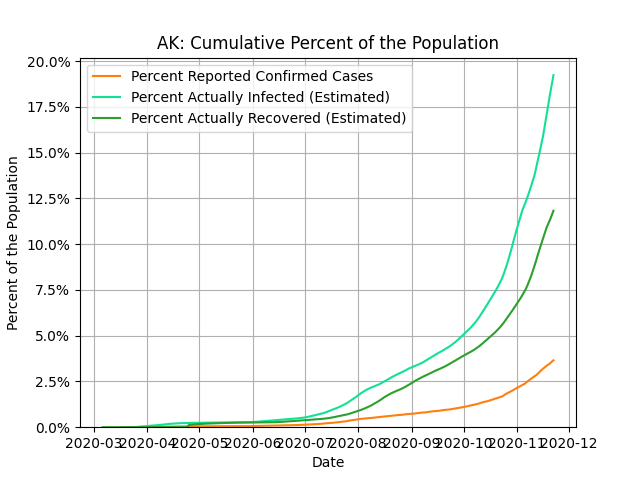 AK: Cumulative Percent of the Population
Percent Reported Confirmed Cases
Percent Actually Infected (Estimated)
Percent Actually Recovered (Estimated)
20.0%
17.5%
15.0%
12.5%
10.0%
7.5%
5.0%
2.5%
0.0%
Percent of the Population
2020-03 2020-04 2020-05 2020-06 2020-07 2020-08 2020-09 2020-10 2020-11 2020-12
Date